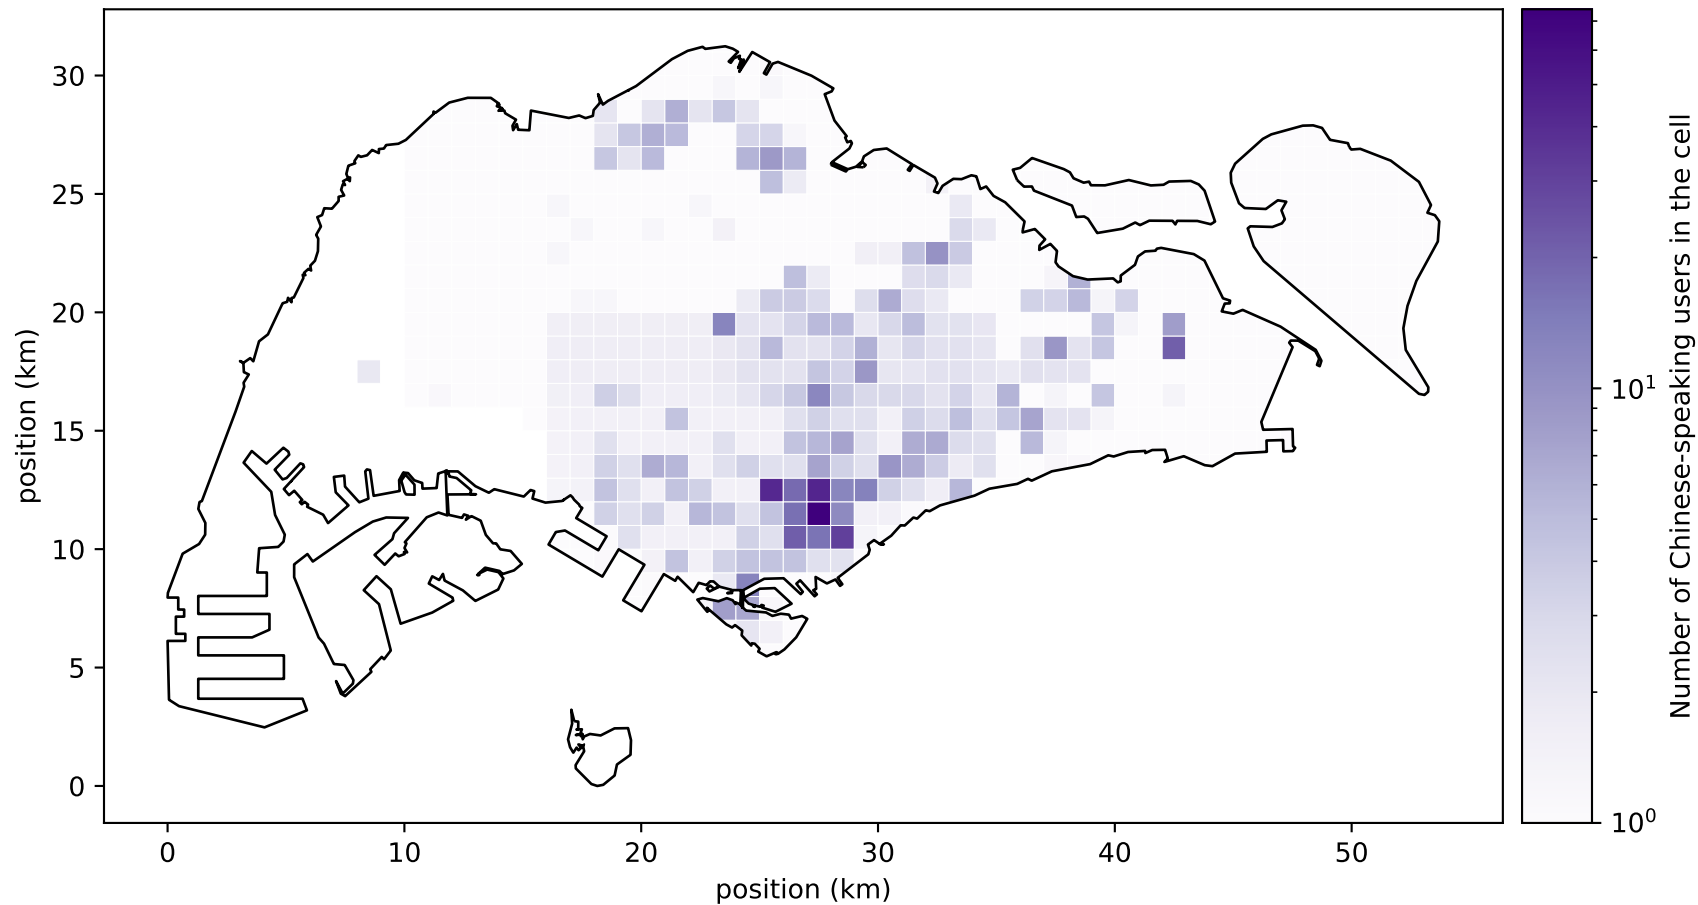 30
25
20
15
10
5
0
position (km)
0 10 20 30 40 50
position (km)
10¹
10⁰
Number of Chinese-speaking users in the cell